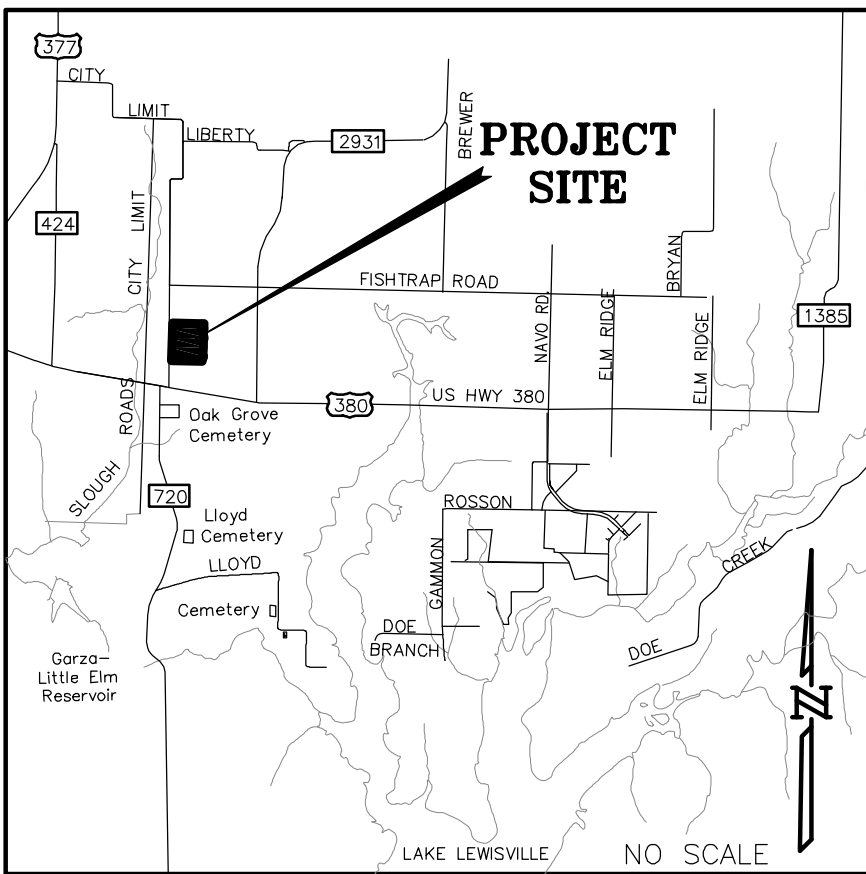 377
CITY
LIMIT
LIBERTY
2931
BREWER
PROJECT
SITE
424
CITY LIMIT
FISHTRAP ROAD
BRYAN
NAVO RD.
ELM RIDGE
ELM RIDGE
1385
US HWY 380
380
ROADS
Oak Grove
Cemetery
SLOUGH
720
Lloyd
Cemetery
ROSSON
LLOYD
GAMMON
CREEK
Cemetery
DOE
BRANCH
DOE
Garza-
Little Elm
Reservoir
N
LAKE LEWISVILLE
NO SCALE